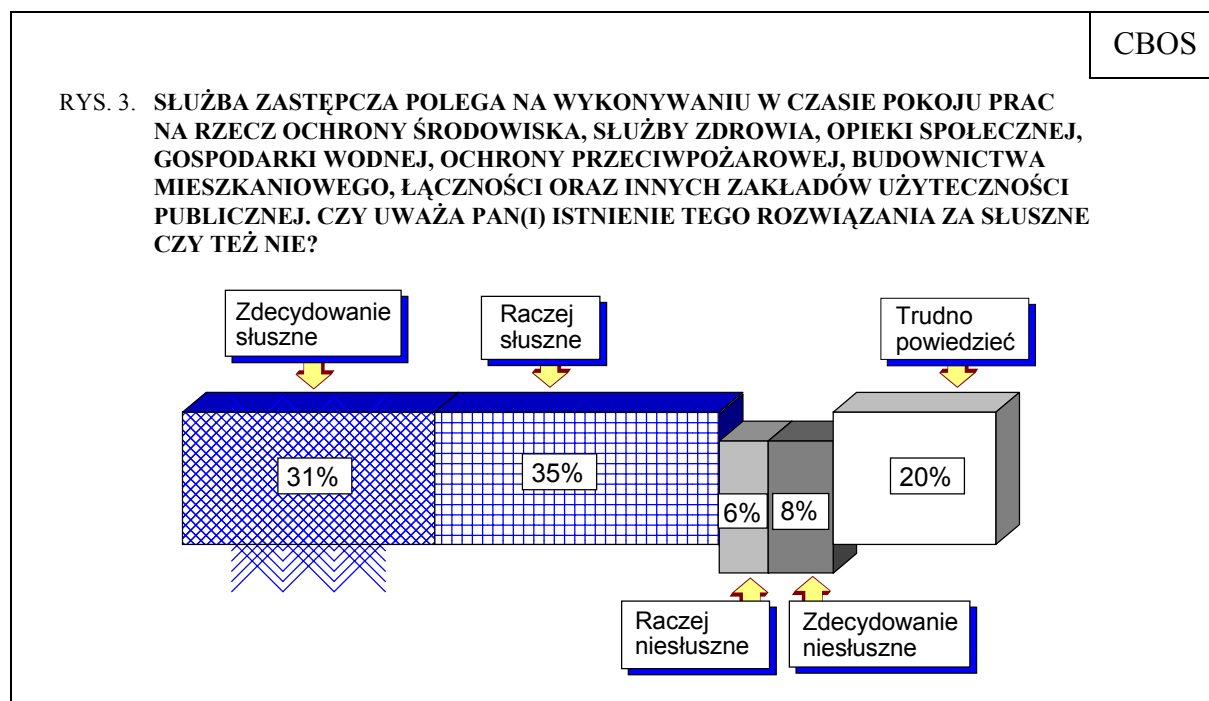 CBOS
RYS. 3. SŁUŻBA ZASTĘPCZA POLEGA NA WYKONYWANIU W CZASIE POKOJU PRAC
NA RZECZ OCHRONY ŚRODOWISKA, SŁUŻBY ZDROWIA, OPIEKI SPOŁECZNEJ,
GOSPODARKI WODNEJ, OCHRONY PRZECIWPOŻAROWEJ, BUDOWNICTWA
MIESZKANIOWEGO, ŁĄCZNOŚCI ORAZ INNYCH ZAKŁADÓW UŻYTECZNOŚCI
PUBLICZNEJ. CZY UWAŻA PAN(I) ISTNIENIE TEGO ROZWIĄZANIA ZA SŁUSZNE
CZY TEŻ NIE?
Zdecydowanie
słuszne
Raczej
słuszne
Trudno
powiedzieć
31%
35%
6%
8%
20%
Raczej
niesłuszne
Zdecydowanie
niesłuszne